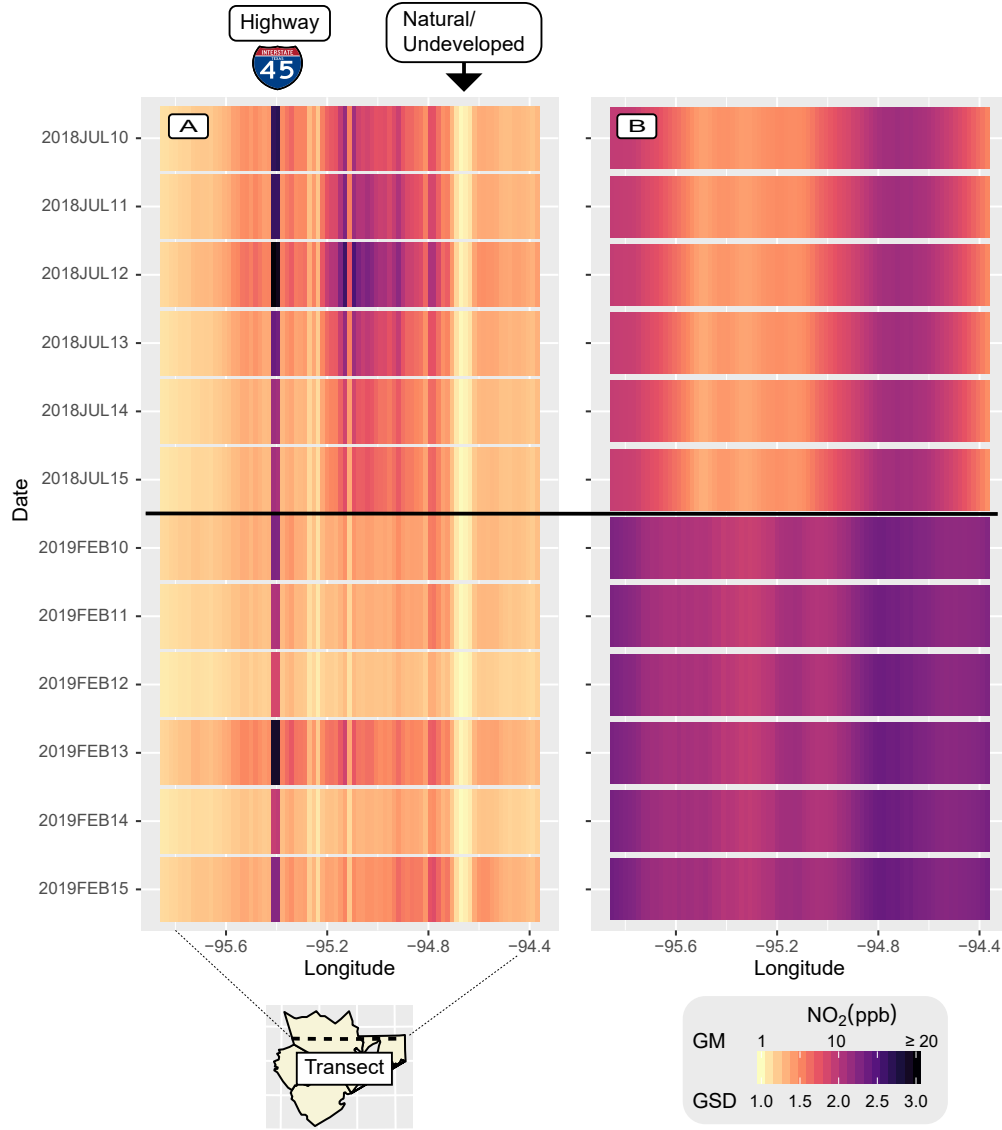 Highway
INTERSTATE
TEXAS
45
Natural/
Undeveloped
A
B
Date
2018JUL10
2018JUL11
2018JUL12
2018JUL13
2018JUL14
2018JUL15
2019FEB10
2019FEB11
2019FEB12
2019FEB13
2019FEB14
2019FEB15
−95.6 −95.2 −94.8 −94.4
Longitude
−95.6 −95.2 −94.8 −94.4
Longitude
Transect
NO₂(ppb)
GM 1 10 ≥ 20
GSD 1.0 1.5 2.0 2.5 3.0